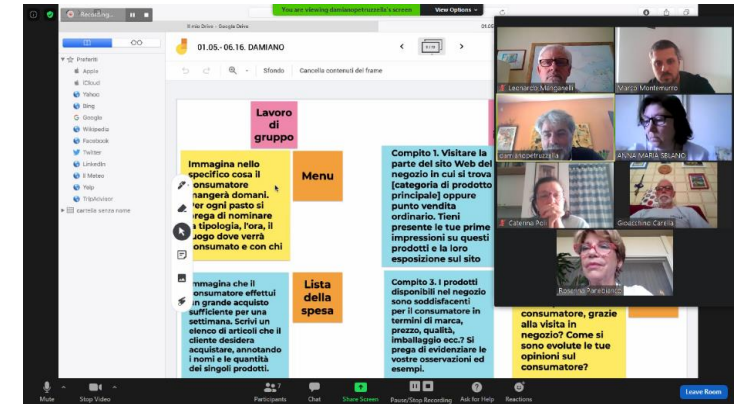 Recording...
You are viewing damianopetruzzella's screen
View Options
Il mio Drive - Google Drive
01.05.- 06.16. DAMIANO
Sfondo
Cancella contenuti del frame
Preferiti
Apple
iCloud
Yahoo
Bing
Google
Wikipedia
Facebook
Twitter
LinkedIn
Il Meteo
Yelp
TripAdvisor
cartella senza nome
Lavoro
di
gruppo
Immagina nello
specifico cosa il
consumatore
mangerà domani.
Per ogni pasto si
prega di nominare
la tipologia, l'ora, il
luogo dove verrà
consumato e con chi
Menu
Immagina che il
consumatore effettui
un grande acquisto
sufficiente per una
settimana. Scrivi un
elenco di articoli che il
cliente desidera
acquistare, annotando
i nomi e le quantità
dei singoli prodotti.
Lista
della
spesa
Compito 1. Visitare la
parte del sito Web del
negozio in cui si trova
[categoria di prodotto
principale] oppure
punto vendita
ordinario. Tieni
presente le tue prime
impressioni su questi
prodotti e la loro
esposizione sul sito
Compito 3. I prodotti
disponibili nel negozio
sono soddisfacenti
per il consumatore in
termini di marca,
prezzo, qualità,
imballaggio ecc.? Si
prega di evidenziare le
vostre osservazioni ed
esempi.
consumatore, grazie
alla visita in
negozio? Come si
sono evolute le tue
opinioni sul
consumatore?
Leonardo Manganelli
Marco Montemurro
damianopetruzzella
ANNA MARIA SELANO
Caterina Poli
Gioacchino Carella
Rosanna Panebianco
Mute
Stop Video
7
Participants
Chat
Share Screen
Pause/Stop Recording
Ask for Help
Reactions
Leave Room